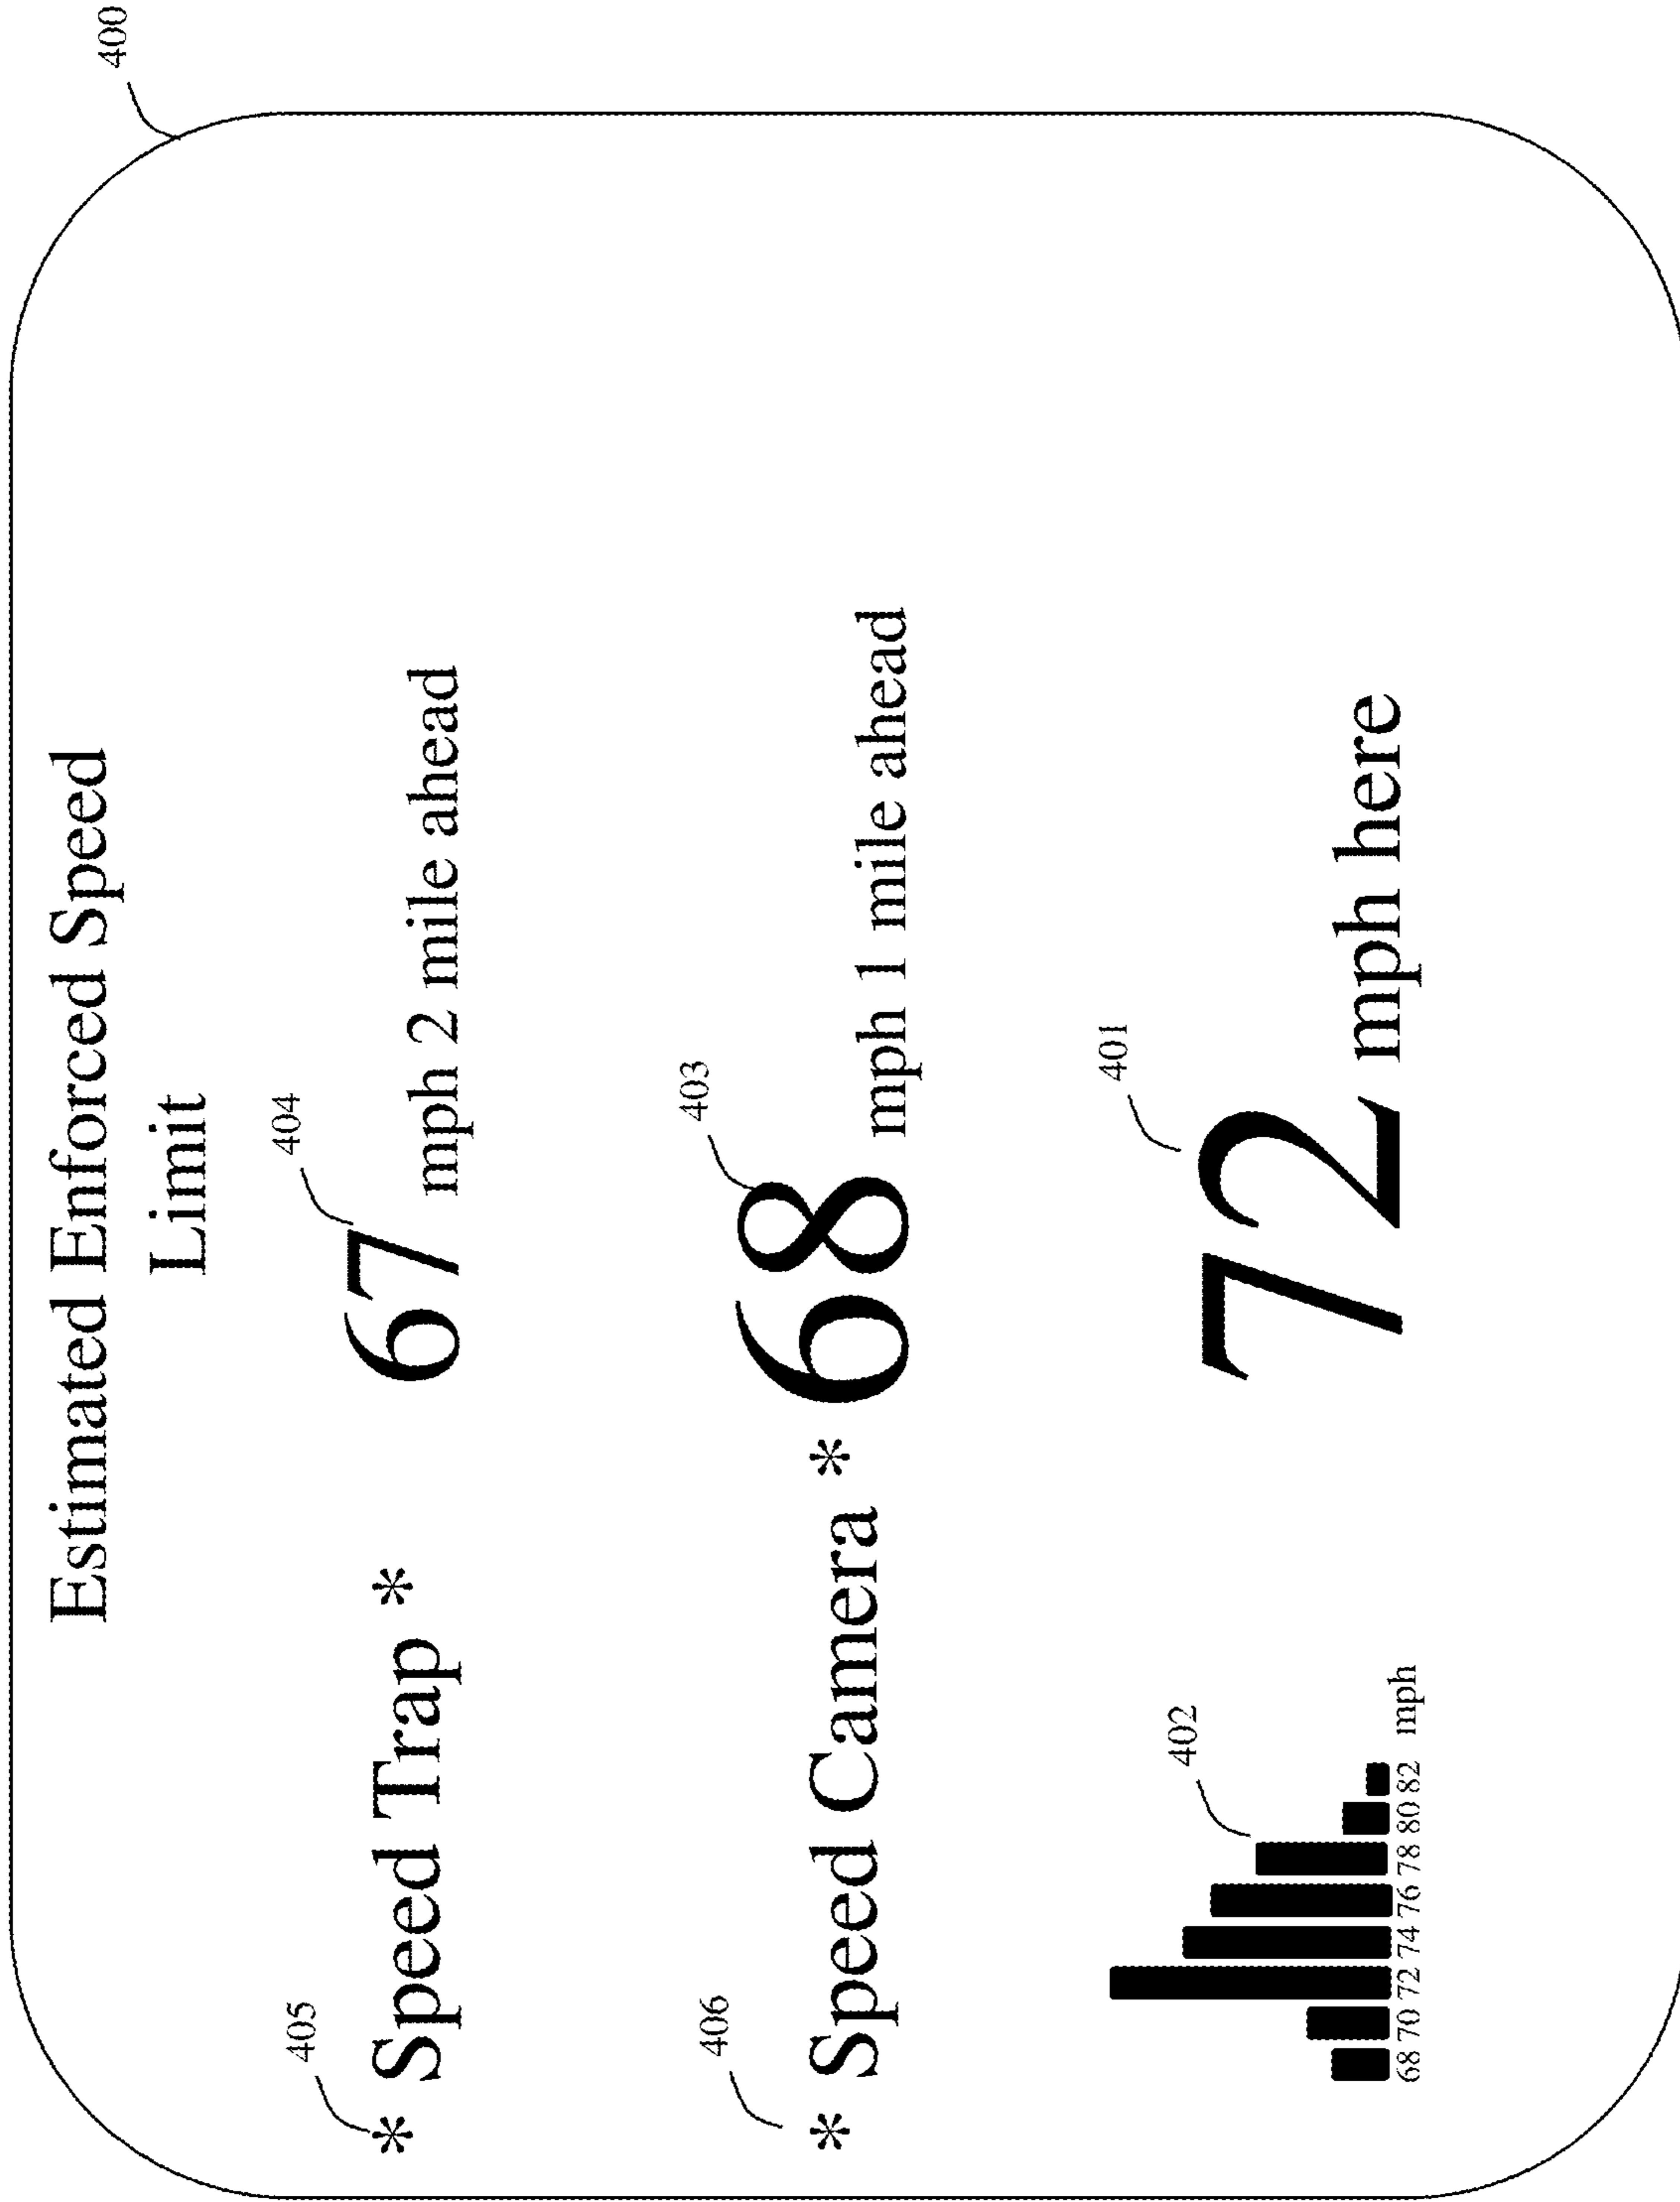 400
Estimated Enforced Speed
Limit
405
404
* Speed Trap * 67 mph 2 mile ahead
406
403
* Speed Camera * 68 mph 1 mile ahead
402
401
72 mph here
68 70 72 74 76 78 80 82 mph